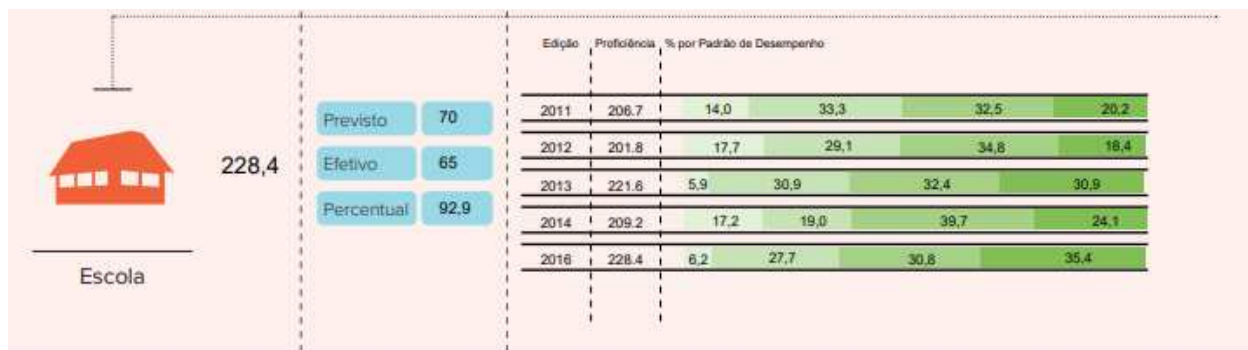 Edição Proficiência % por Padrão de Desempenho
228,4
Escola
Previsto 70
Efetivo 65
Percentual 92,9
2011 206.7 14,0 33,3 32,5 20,2
2012 201.8 17,7 29,1 34,8 18,4
2013 221.6 5,9 30,9 32,4 30,9
2014 209.2 17,2 19,0 39,7 24,1
2016 228.4 6,2 27,7 30,8 35,4